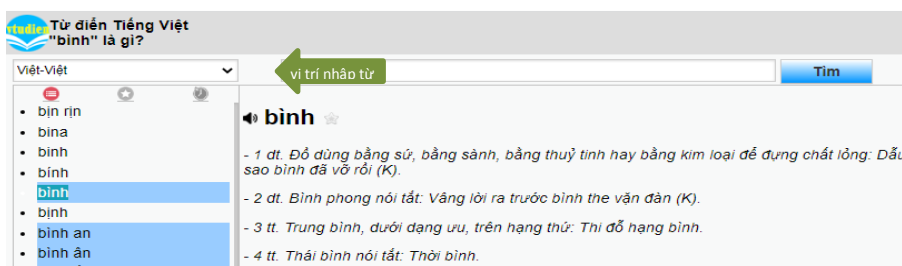 vtudien
Từ điển Tiếng Việt
"bình" là gì?
Việt-Việt
vị trí nhập từ
Tìm
bịn rịn
bina
binh
bính
bình
bịnh
bình an
bình ân
bình
- 1 dt. Đồ dùng bằng sứ, bằng sành, bằng thuỷ tinh hay bằng kim loại để đựng chất lỏng: Dẫu
sao bình đã vỡ rồi (K).
- 2 dt. Bình phong nói tắt: Vâng lời ra trước bình the vặn đàn (K).
- 3 tt. Trung bình, dưới dạng ưu, trên hạng thứ: Thi đỗ hạng bình.
- 4 tt. Thái bình nói tắt: Thời bình.